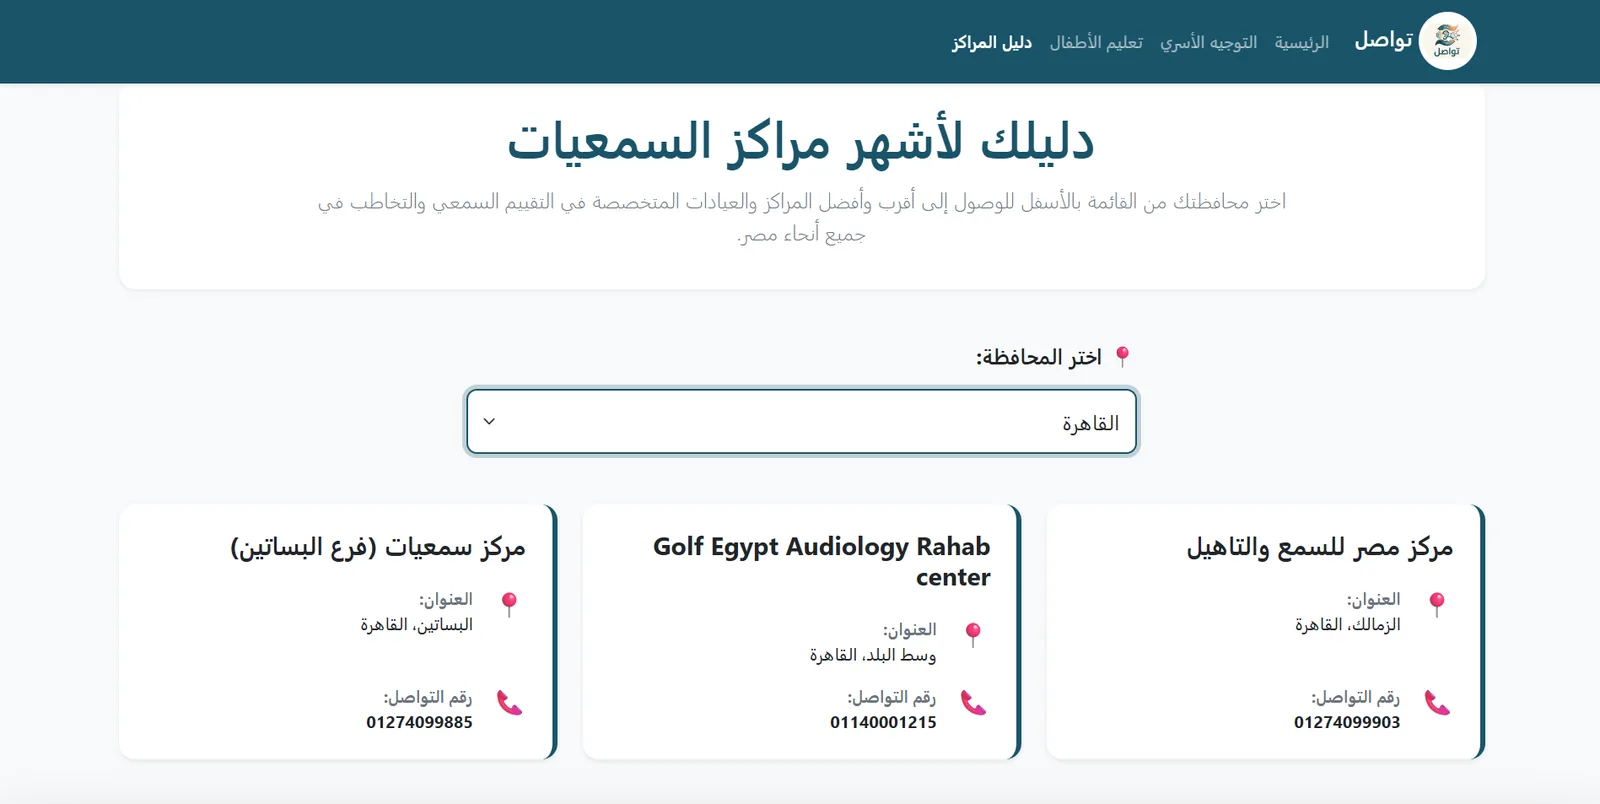 تواصل
تواصل
الرئيسية
التوجيه الأسري
تعليم الأطفال
دليل المراكز
دليلك لأشهر مراكز السمعيات
اختر محافظتك من القائمة بالأسفل للوصول إلى أقرب وأفضل المراكز والعيادات المتخصصة في التقييم السمعي والتخاطب في
جميع أنحاء مصر.
اختر المحافظة:
القاهرة
مركز مصر للسمع والتاهيل
العنوان:
الزمالك، القاهرة
رقم التواصل:
01274099903
Golf Egypt Audiology Rahab
center
العنوان:
وسط البلد، القاهرة
رقم التواصل:
01140001215
مركز سمعيات (فرع البساتين)
العنوان:
البساتين، القاهرة
رقم التواصل:
01274099885